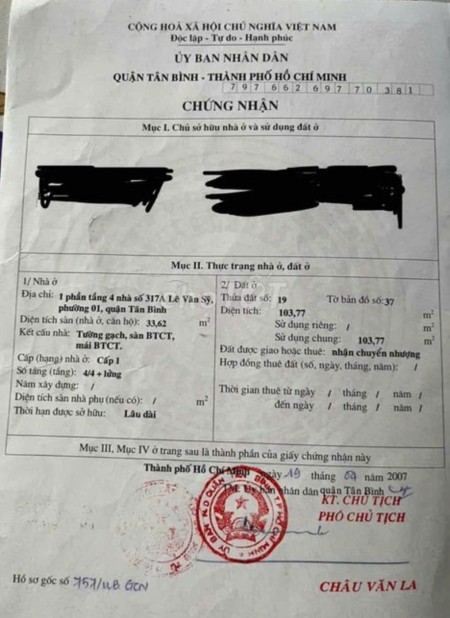 CỘNG HOÀ XÃ HỘI CHỦ NGHĨA VIỆT NAM
Độc lập - Tự do - Hạnh phúc
ỦY BAN NHÂN DÂN
QUẬN TÂN BÌNH - THÀNH PHỐ HỒ CHÍ MINH
797 662 697 70 381
CHỨNG NHẬN
Mục I. Chủ sở hữu nhà ở và sử dụng đất ở
Mục II. Thực trạng nhà ở, đất ở
1/ Nhà ở
Địa chỉ: 1 phần tầng 4 nhà số 317A Lê Văn Sỹ,
phường 01, quận Tân Bình
Diện tích sàn (nhà ở, căn hộ): 33,62 m²
Kết cấu nhà: Tường gạch, sàn BTCT,
mái BTCT.
Cấp (hạng) nhà ở: Cấp 1
Số tầng (tầng): 4/4 + lửng
Năm xây dựng: /
Diện tích sàn nhà phụ (nếu có): / m²
Thời hạn được sở hữu: Lâu dài
2/ Đất ở
Thửa đất số: 19 Tờ bản đồ số: 37
Diện tích: 103,77 m²
Sử dụng riêng: / m²
Sử dụng chung: 103,77 m²
Đất được giao hoặc thuê: nhận chuyển nhượng
Hợp đồng thuê đất (số, ngày, tháng, năm): /
Thời gian thuê từ ngày / tháng / năm /
đến ngày / tháng / năm /
Mục III, Mục IV ở trang sau là thành phần của giấy chứng nhận này
Thành phố Hồ Chí Minh ngày 19 tháng 07 năm 2007
TM. Ủy ban nhân dân quận Tân Bình
KT. CHỦ TỊCH
PHÓ CHỦ TỊCH
Hồ sơ gốc số 757/UB.GCN
CHÂU VĂN LA